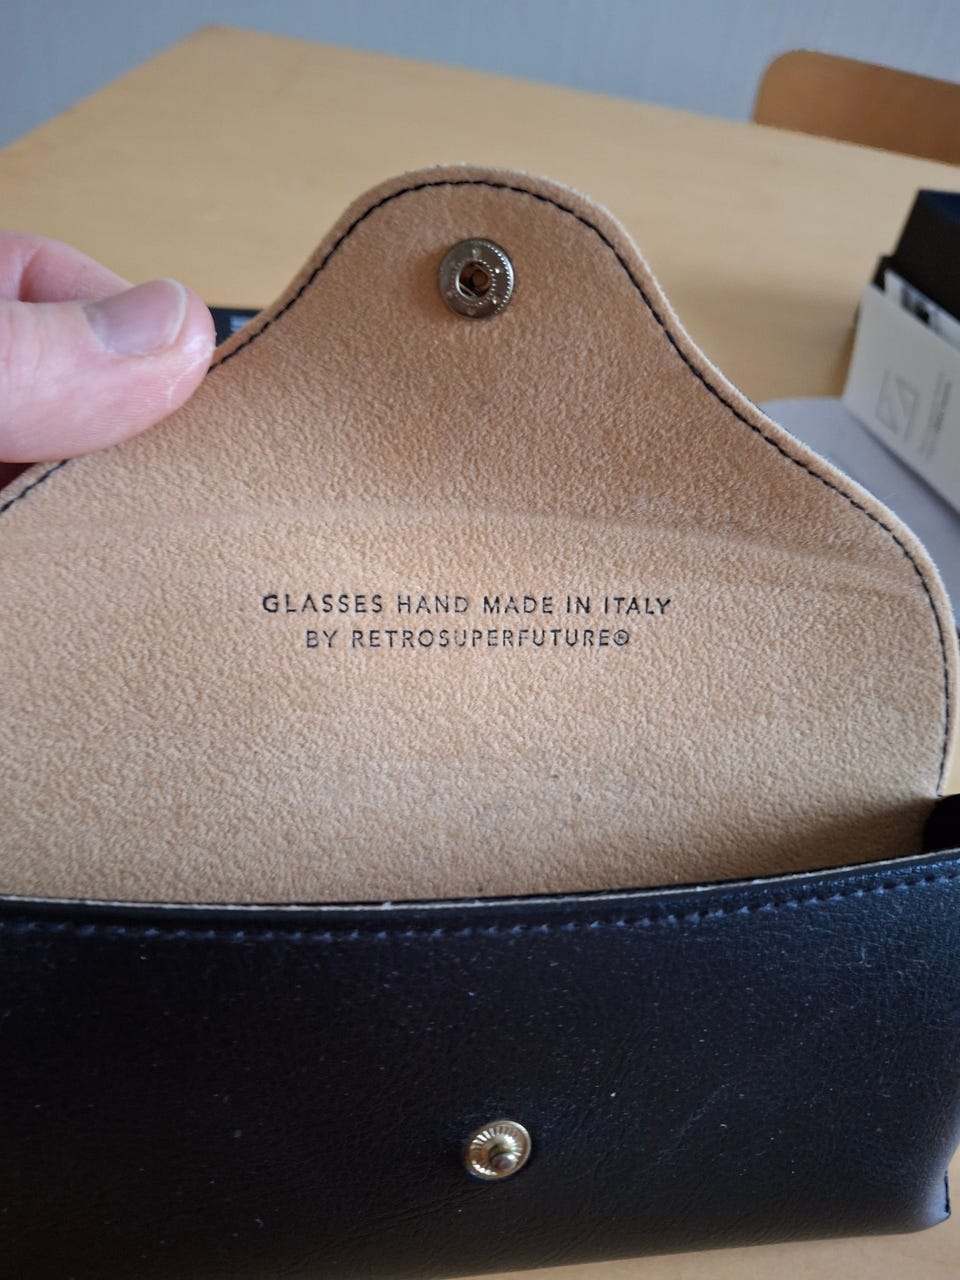 GLASSES HAND MADE IN ITALY
BY RETROSUPERFUTURE®